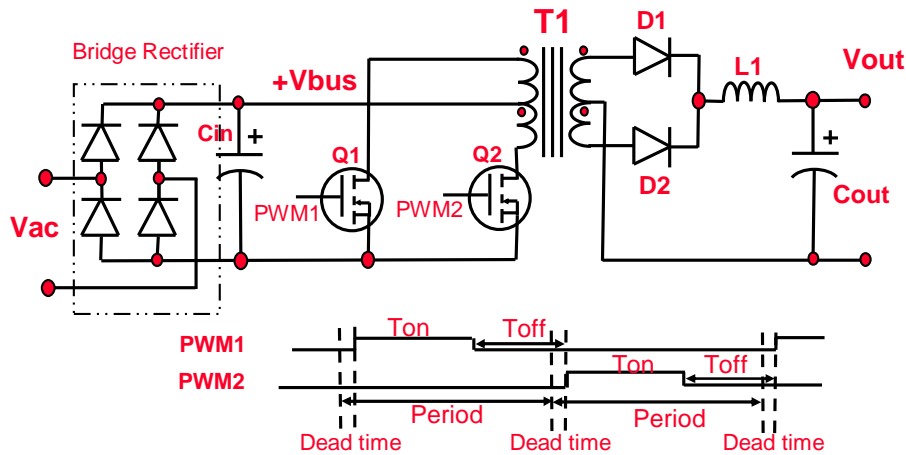 Bridge Rectifier
T1
D1
L1
Vout
+Vbus
Cin
+
+
Q1
Q2
D2
Cout
PWM1
PWM2
Vac
Ton
Toff
PWM1
Ton
Toff
PWM2
Period
Period
Dead time
Dead time
Dead time